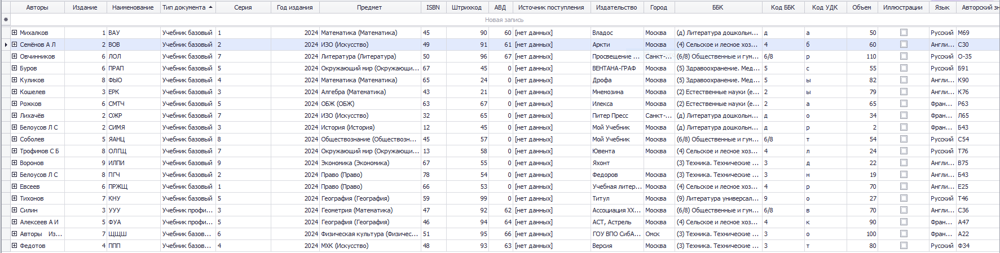 Авторы Издание Наименование Тип документа Серия Год издания Предмет ISBN Штрихкод АВД Источник поступления Издательство Город ББК Код ББК Код УДК Объем Иллюстрации Язык Авторский зн
Новая запись
Михалков 1 ВАУ Учебник базовый 1 2024 Математика (Математика) 45 90 60 [нет данных] Владос Москва (д) Литература дошкольн... д а 50 Русский М69
Семёнов А Л 2 ВОВ Учебник базовый 2 2024 ИЗО (Искусство) 49 91 61 [нет данных] Аркти Москва (4) Сельское и лесное хоз... 4 б 60 Англи... С30
Овчинников 6 ЛОЛ Учебник базовый 7 2024 Литература (Литература) 50 96 67 [нет данных] Просвещение ... Санкт-... (6/8) Общественные и гум... 6/8 р 110 Русский О-35
Буров 6 ПРАП Учебник базовый 5 2024 Окружающий мир (Окружающи... 67 45 0 [нет данных] ВЕНТАНА-ГРАФ Москва (5) Здравоохранение. Мед... 5 с 55 Русский Б91
Куликов 8 ФЫО Учебник базовый 4 2024 Математика (Математика) 65 24 0 [нет данных] Дрофа Москва (5) Здравоохранение. Мед... 5 ы 82 Англи... К90
Кошелев 3 ЕРК Учебник базовый 3 2024 Алгебра (Математика) 43 21 0 [нет данных] Мнемозина Москва (2) Естественные науки (е... 2 ы 79 Англи... К76
Рожков 6 СМТЧ Учебник базовый 5 2024 ОБЖ (ОБЖ) 63 67 0 [нет данных] Илекса Москва (2) Естественные науки (е... 2 а 65 Фран... Р63
Лихачёв 2 ОЖР Учебник базовый 7 2024 ИЗО (Искусство) 32 65 0 [нет данных] Питер Пресс Санкт-... (д) Литература дошкольн... д о 34 Фран... Л65
Белоусов Л С 2 СИМЯ Учебник базовый 3 2024 История (История) 12 45 0 [нет данных] Мой Учебник Москва (д) Литература дошкольн... д р 2 Фран... Б43
Соболев 5 ЯАНЦ Учебник базовый 8 2024 Обществознание (Обществозн... 45 57 0 [нет данных] Мой Учебник Москва (6/8) Общественные и гум... 6/8 т 54 Русский С54
Трофимов С Б 8 ОЛГЩ Учебник базовый 7 2024 Окружающий мир (Окружающи... 13 58 0 [нет данных] Ювента Москва (4) Сельское и лесное хоз... 4 л 24 Русский Т76
Воронов 9 ИЛПИ Учебник базовый 9 2024 Экономика (Экономика) 67 55 0 [нет данных] Яхонт (3) Техника. Технические ... 3 д 22 Англи... В75
Белоусов Л С 8 ПГЧ Учебник базовый 2 2024 Право (Право) 78 54 0 [нет данных] Федоров Москва (3) Техника. Технические ... 3 н 19 Англи... Б43
Евсеев 6 ПРЖЩ Учебник базовый 1 2024 Право (Право) 66 53 0 [нет данных] Учебная литер... Москва (4) Сельское и лесное хоз... 4 р 70 Англи... Е25
Тихонов 7 КНУ Учебник базовый 5 2024 География (География) 59 99 0 [нет данных] Титул Москва (9) Литература универсал... 9 о 27 Русский Т46
Силин 3 УУУ Учебник профи... 3 2024 Геометрия (Математика) 47 92 62 [нет данных] Ассоциация XX... Москва (6/8) Общественные и гум... 6/8 в 70 Англи... С36
Алексеев А И 5 ФУА Учебник профи... 5 2024 География (География) 46 94 64 [нет данных] АСТ, Астрель Москва (4) Сельское и лесное хоз... 4 к 90 Фран... А47
Авторы Из... 7 ЩЩШ Учебник базов... 6 2024 Физическая культура (Физичес... 51 95 66 [нет данных] ГОУ ВПО СибА... Омск (3) Техника. Технические ... 3 о 100 Фран... А22
Федотов 4 ППП Учебник базов... 4 2024 МХК (Искусство) 48 93 63 [нет данных] Версия Москва (3) Техника. Технические ... 3 т 80 Русский Ф34